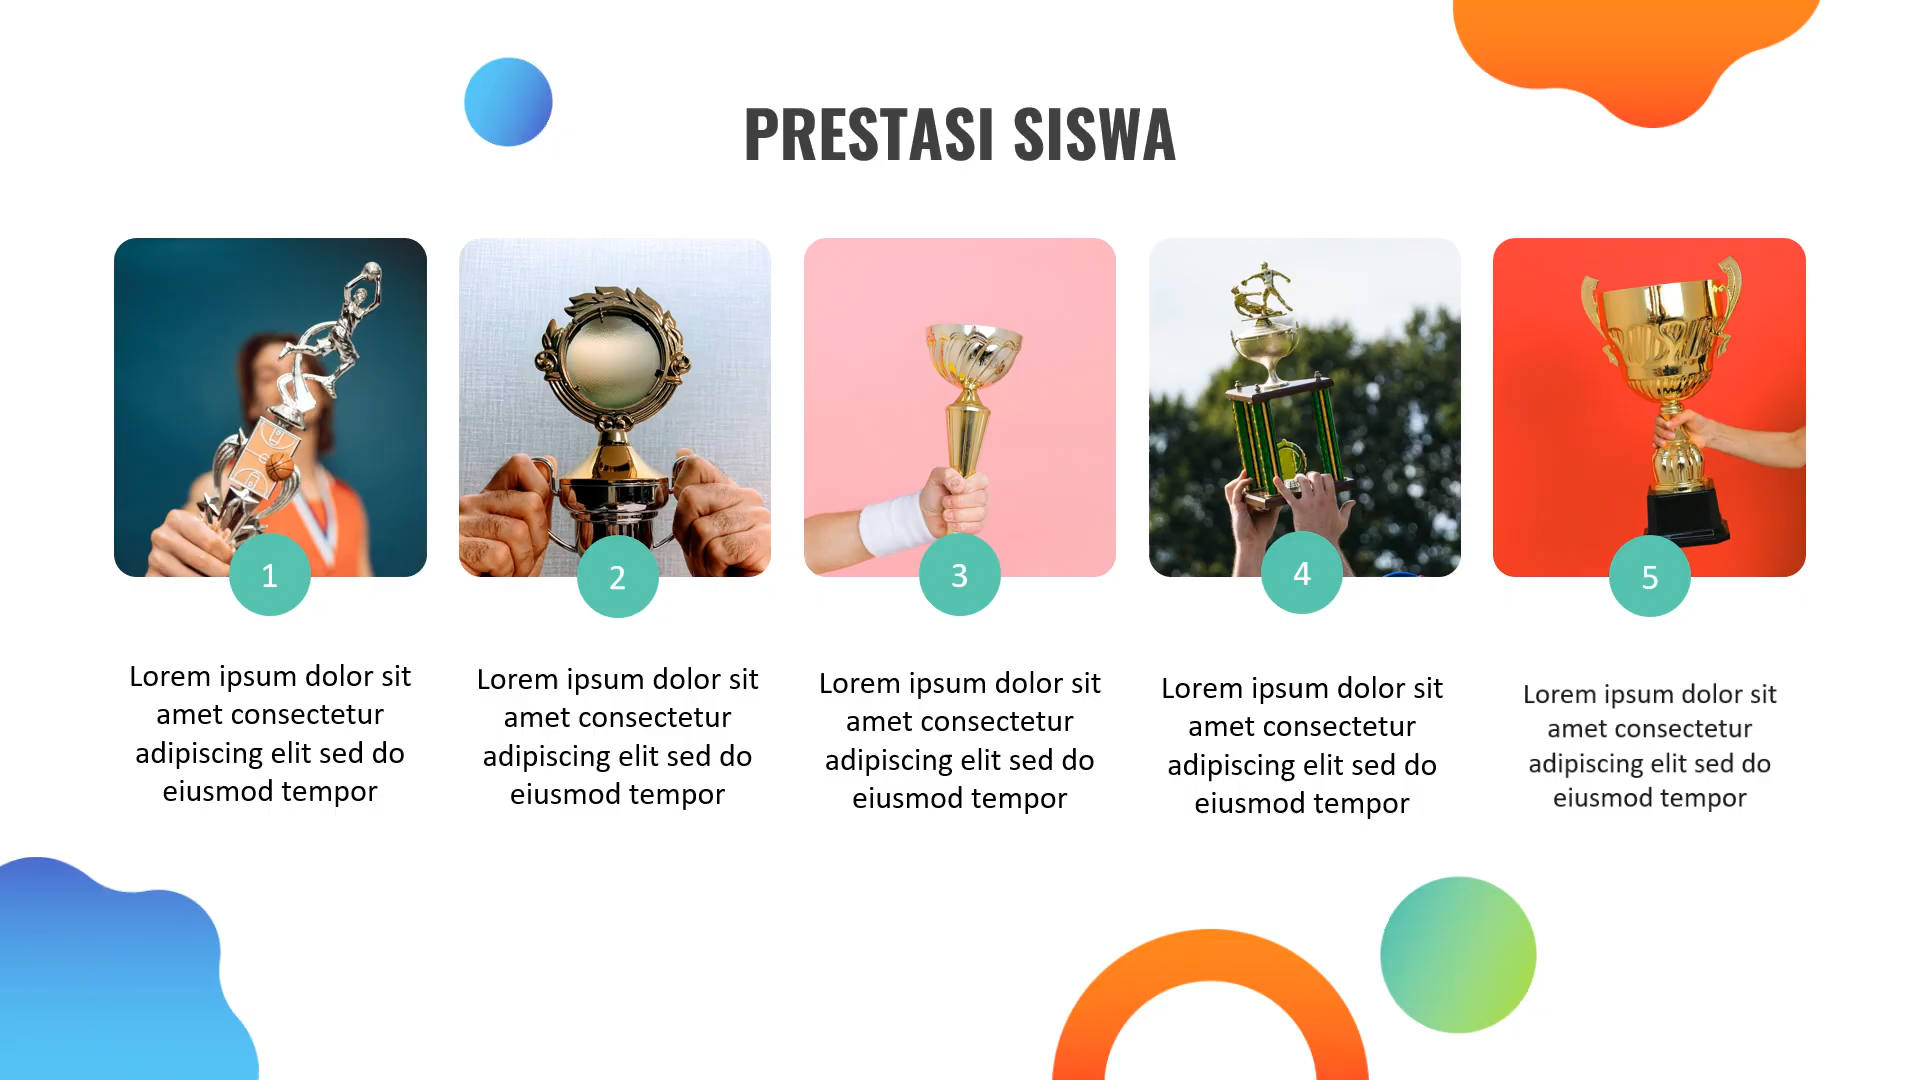 PRESTASI SISWA
1
2
3
4
5
Lorem ipsum dolor sit
amet consectetur
adipiscing elit sed do
eiusmod tempor
Lorem ipsum dolor sit
amet consectetur
adipiscing elit sed do
eiusmod tempor
Lorem ipsum dolor sit
amet consectetur
adipiscing elit sed do
eiusmod tempor
Lorem ipsum dolor sit
amet consectetur
adipiscing elit sed do
eiusmod tempor
Lorem ipsum dolor sit
amet consectetur
adipiscing elit sed do
eiusmod tempor